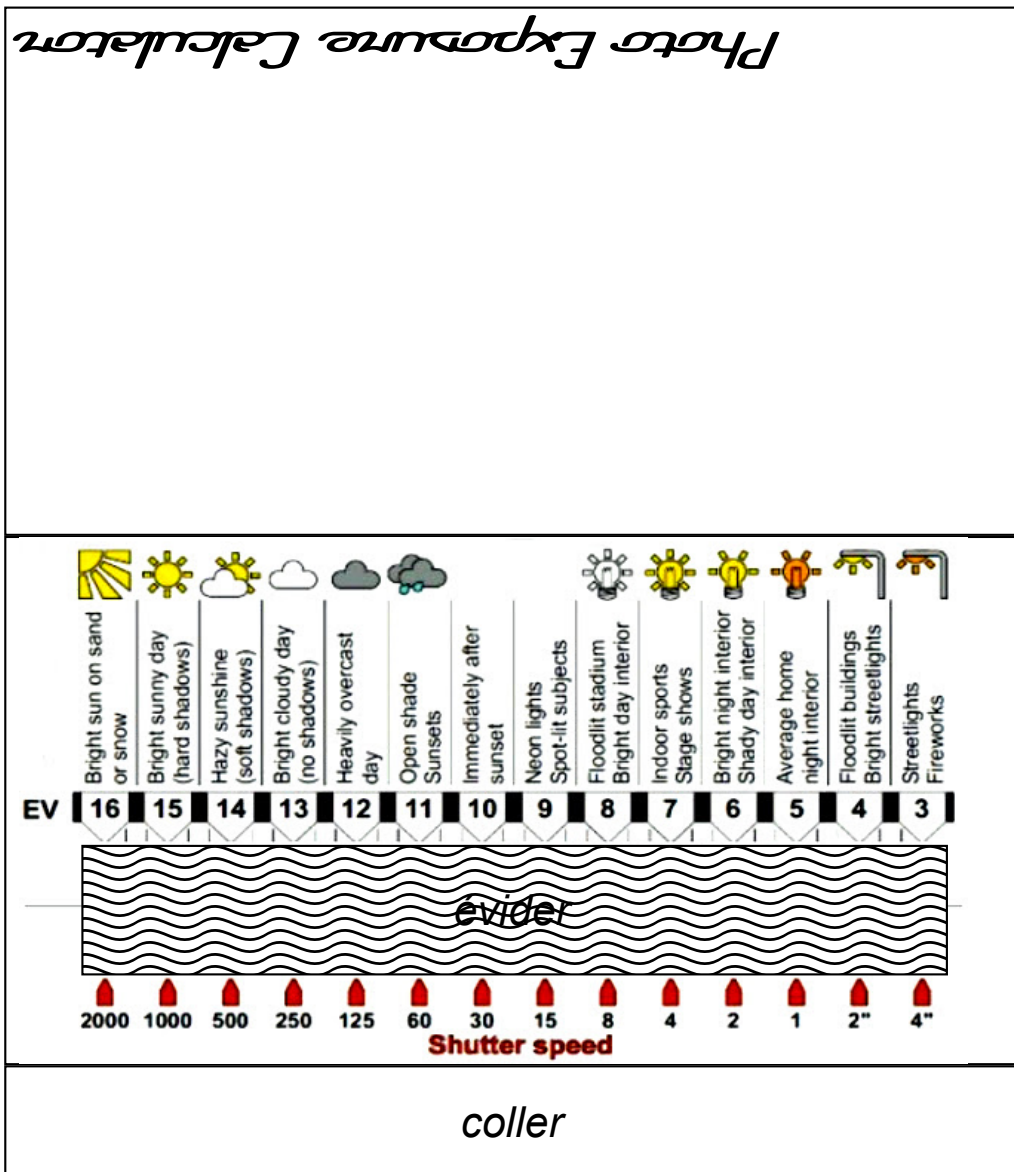 Photo Exposure Calculator
Bright sun on sand
or snow
Bright sunny day
(hard shadows)
Hazy sunshine
(soft shadows)
Bright cloudy day
(no shadows)
Heavily overcast
day
Open shade
Sunsets
Immediately after
sunset
Neon lights
Spot-lit subjects
Floodlit stadium
Bright day interior
Indoor sports
Stage shows
Bright night interior
Shady day interior
Average home
night interior
Floodlit buildings
Bright streetlights
Streetlights
Fireworks
EV 16 15 14 13 12 11 10 9 8 7 6 5 4 3
évider
2000 1000 500 250 125 60 30 15 8 4 2 1 2" 4"
Shutter speed
coller